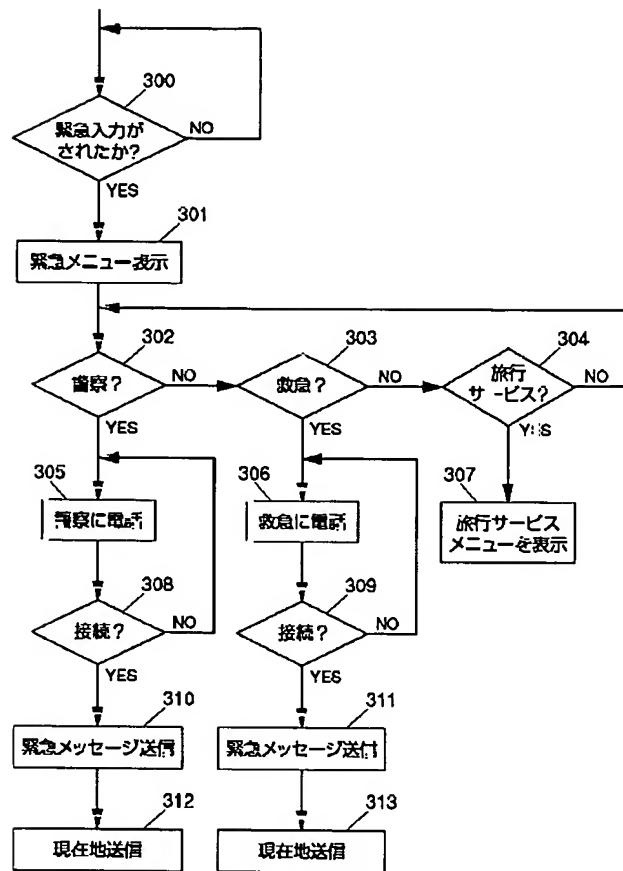 300
緊急入力が
されたか?
NO
YES
301
緊急メニュー表示
302
警察?
NO
YES
303
救急?
NO
YES
304
旅行
サービス?
NO
YES
305
警察に電話
306
救急に電話
307
旅行サービス
メニューを表示
308
接続?
NO
YES
309
接続?
NO
YES
310
緊急メッセージ送信
311
緊急メッセージ送信
312
現在地送信
313
現在地送信